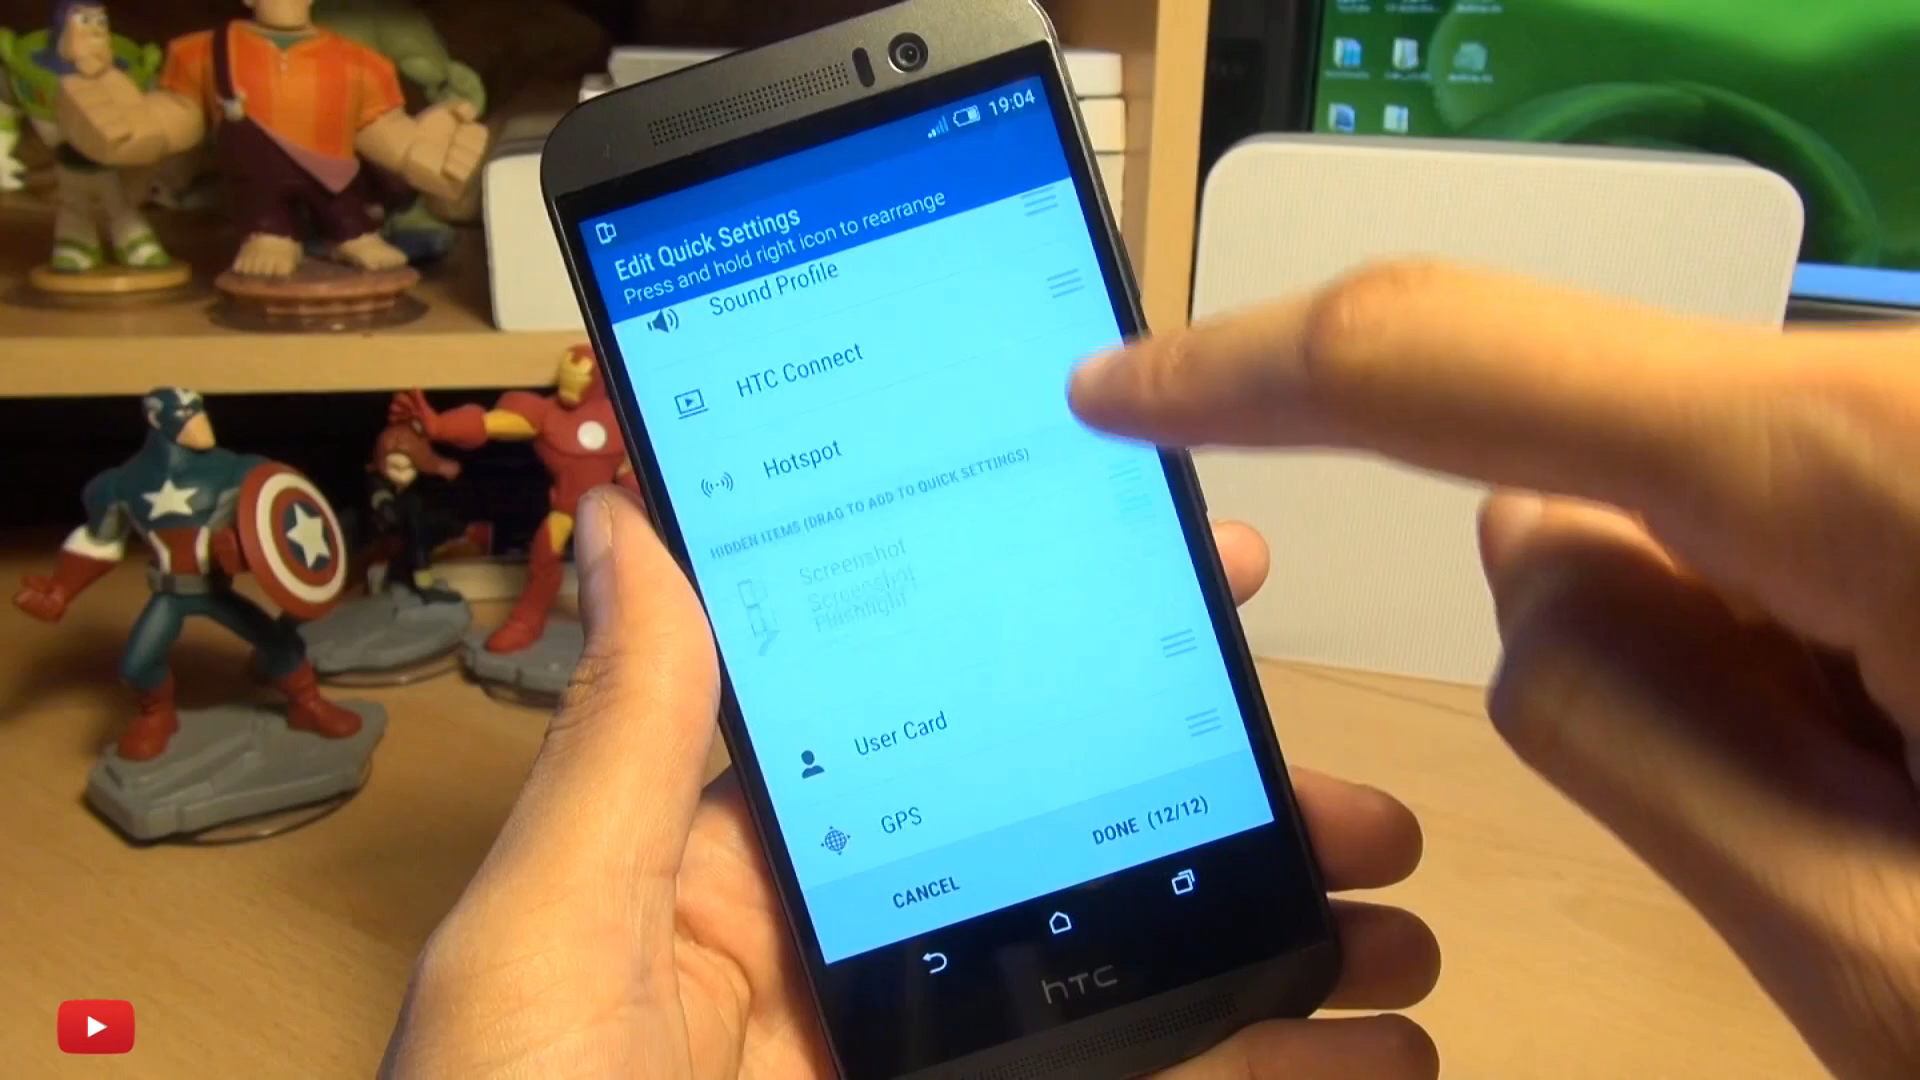 19:04
Edit Quick Settings
Press and hold right icon to rearrange
Sound Profile
HTC Connect
Hotspot
HIDDEN ITEMS (DRAG TO ADD TO QUICK SETTINGS)
Screenshot
Screenshot
Flashlight
User Card
GPS
CANCEL
DONE (12/12)
hTC